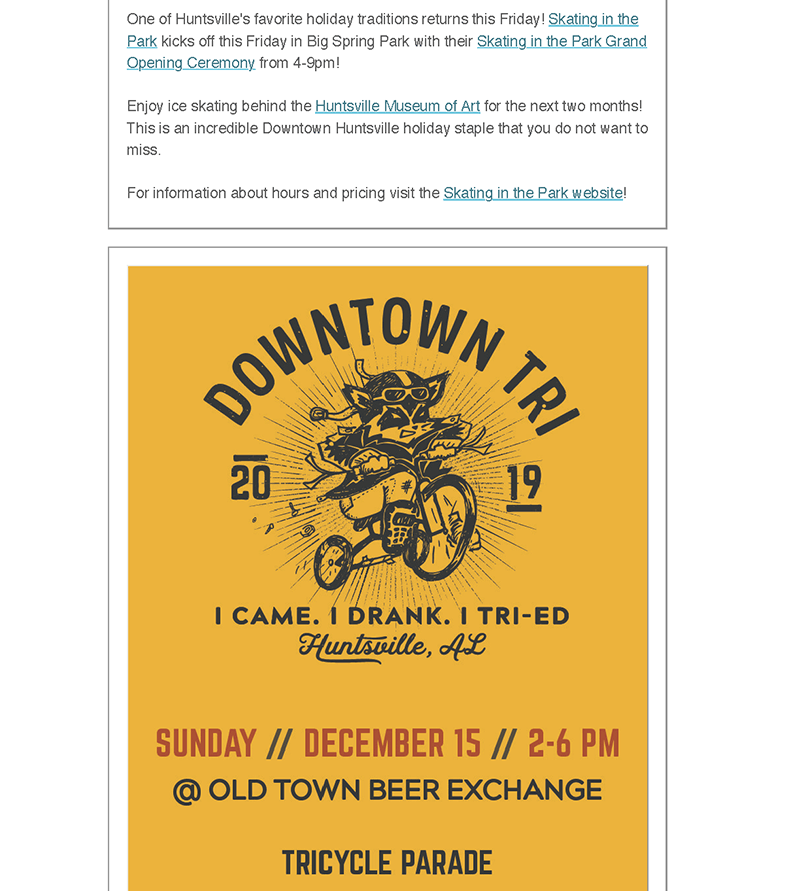 One of Huntsville's favorite holiday traditions returns this Friday! Skating in the
Park kicks off this Friday in Big Spring Park with their Skating in the Park Grand
Opening Ceremony from 4-9pm!
Enjoy ice skating behind the Huntsville Museum of Art for the next two months!
This is an incredible Downtown Huntsville holiday staple that you do not want to
miss.
For information about hours and pricing visit the Skating in the Park website!
DOWNTOWN TRI
20 19
I CAME. I DRANK. I TRI-ED
Huntsville, AL
SUNDAY // DECEMBER 15 // 2-6 PM
@ OLD TOWN BEER EXCHANGE
TRICYCLE PARADE